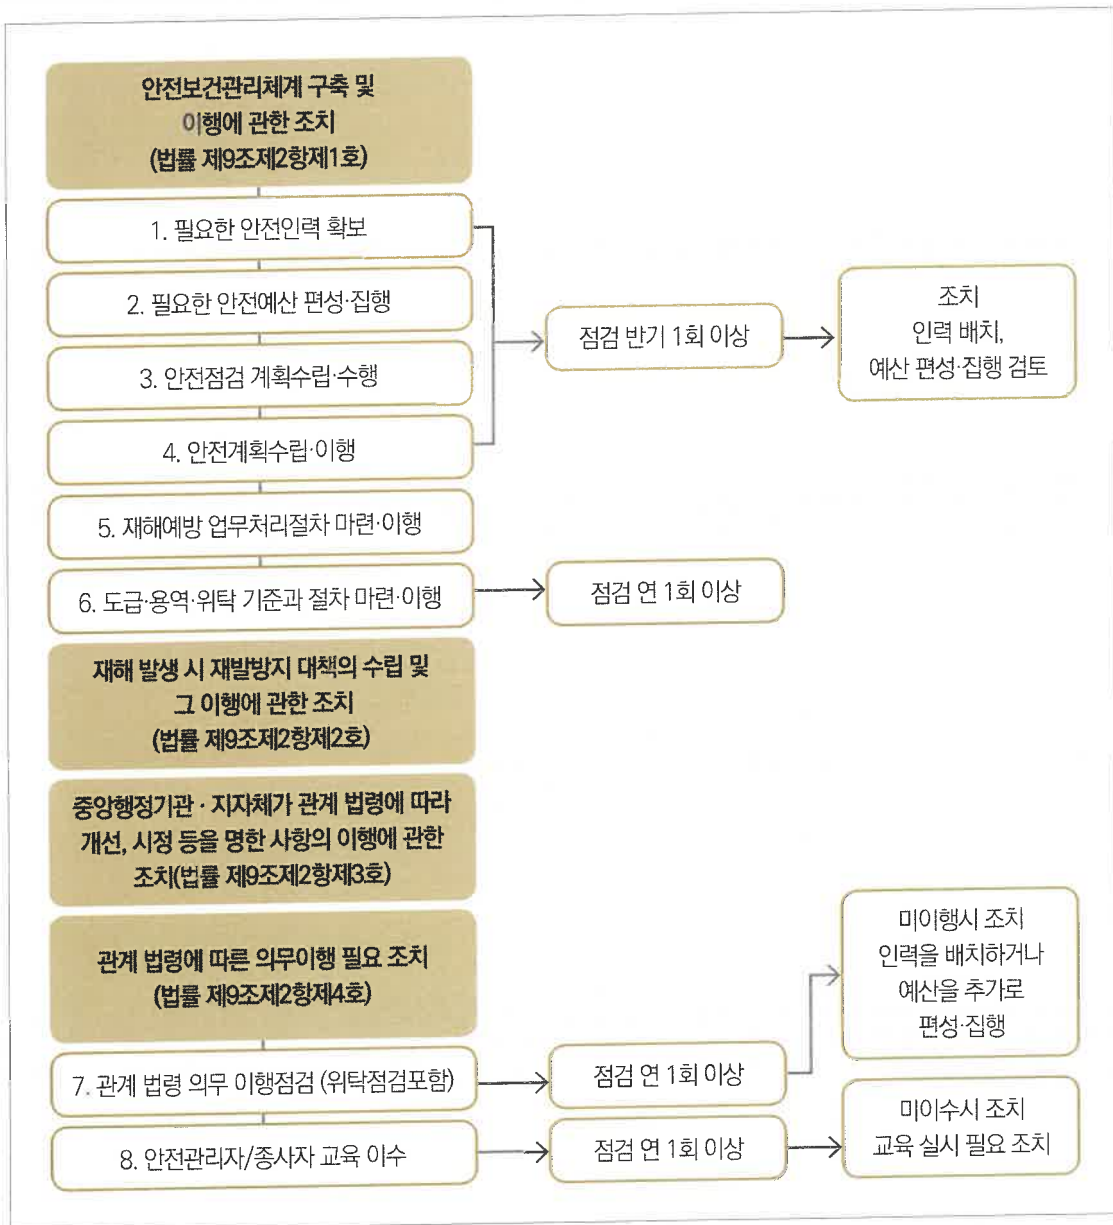 안전보건관리체계 구축 및
이행에 관한 조치
(법률 제9조제2항제1호)
1. 필요한 안전인력 확보
2. 필요한 안전예산 편성·집행
3. 안전점검 계획수립·수행
4. 안전계획수립·이행
점검 반기 1회 이상
조치
인력 배치,
예산 편성·집행 검토
5. 재해예방 업무처리절차 마련·이행
6. 도급·용역·위탁 기준과 절차 마련·이행
점검 연 1회 이상
재해 발생 시 재발방지 대책의 수립 및
그 이행에 관한 조치
(법률 제9조제2항제2호)
중앙행정기관·지자체가 관계 법령에 따라
개선, 시정 등을 명한 사항의 이행에 관한
조치(법률 제9조제2항제3호)
관계 법령에 따른 의무이행 필요 조치
(법률 제9조제2항제4호)
7. 관계 법령 의무 이행점검 (위탁점검포함)
점검 연 1회 이상
미이행시 조치
인력을 배치하거나
예산을 추가로
편성·집행
8. 안전관리자/종사자 교육 이수
점검 연 1회 이상
미이수시 조치
교육 실시 필요 조치